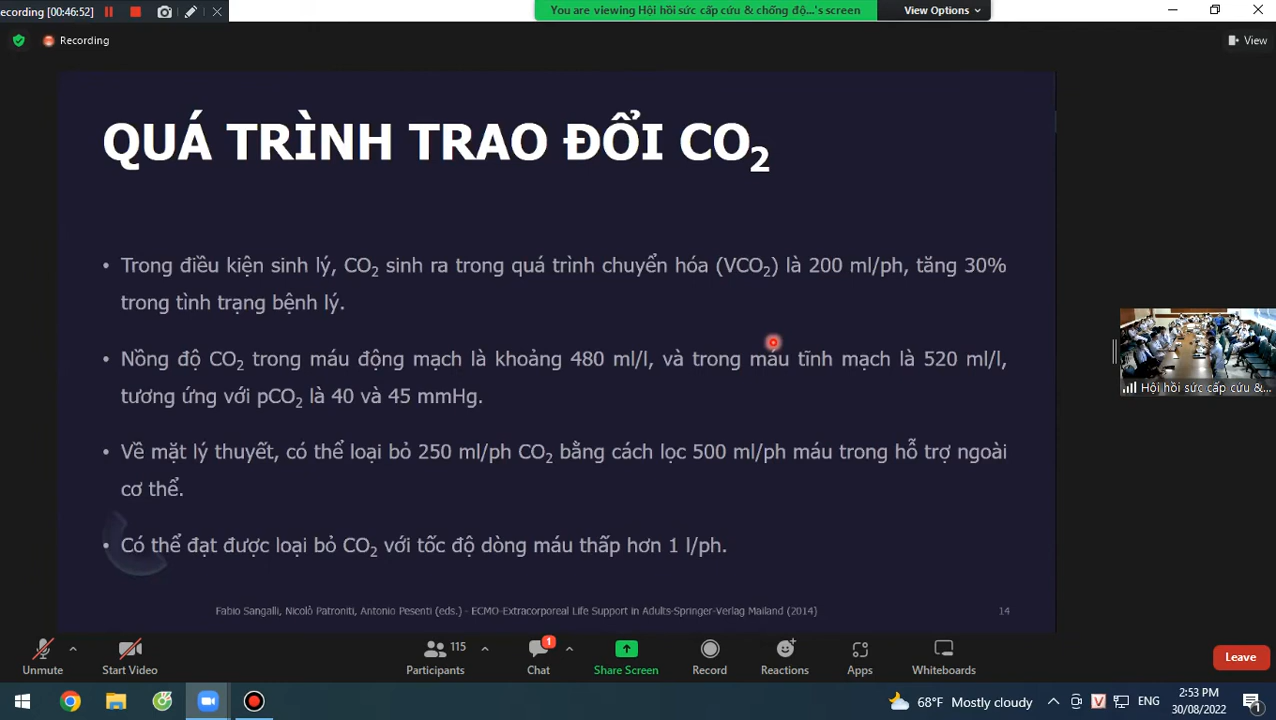 ecording (00:46:52)
You are viewing Hội hồi sức cấp cứu & chống độ...'s screen
View Options
Recording
View
QUÁ TRÌNH TRAO ĐỔI CO₂
• Trong điều kiện sinh lý, CO₂ sinh ra trong quá trình chuyển hóa (VCO₂) là 200 ml/ph, tăng 30%
trong tình trạng bệnh lý.
• Nồng độ CO₂ trong máu động mạch là khoảng 480 ml/l, và trong máu tĩnh mạch là 520 ml/l,
tương ứng với pCO₂ là 40 và 45 mmHg.
• Về mặt lý thuyết, có thể loại bỏ 250 ml/ph CO₂ bằng cách lọc 500 ml/ph máu trong hỗ trợ ngoài
cơ thể.
• Có thể đạt được loại bỏ CO₂ với tốc độ dòng máu thấp hơn 1 l/ph.
Fabio Sangalli, Nicolò Patroniti, Antonio Pesenti (eds.) - ECMO-Extracorporeal Life Support in Adults-Springer-Verlag Mailand (2014)
14
Hội hồi sức cấp cứu &...
Unmute
Start Video
115
Participants
1
Chat
Share Screen
Record
Reactions
Apps
Whiteboards
Leave
68°F Mostly cloudy
V
ENG
2:53 PM
30/08/2022
1